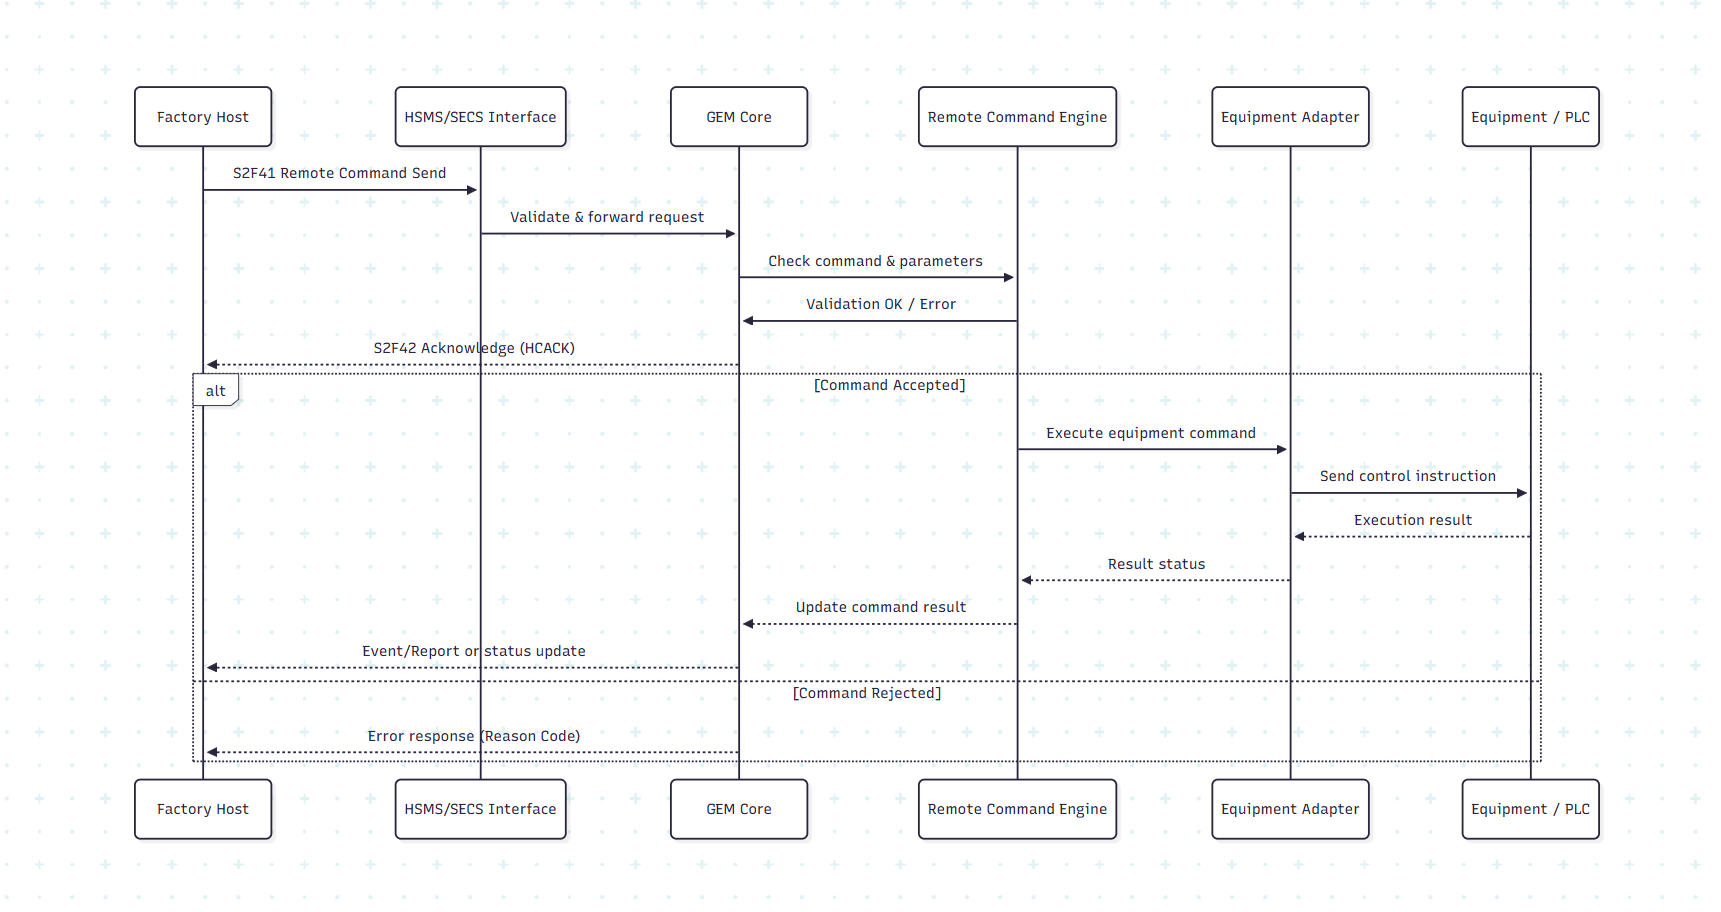 Factory Host
HSMS/SECS Interface
GEM Core
Remote Command Engine
Equipment Adapter
Equipment / PLC
S2F41 Remote Command Send
Validate & forward request
Check command & parameters
Validation OK / Error
S2F42 Acknowledge (HCACK)
alt
[Command Accepted]
Execute equipment command
Send control instruction
Execution result
Result status
Update command result
Event/Report or status update
[Command Rejected]
Error response (Reason Code)
Factory Host
HSMS/SECS Interface
GEM Core
Remote Command Engine
Equipment Adapter
Equipment / PLC